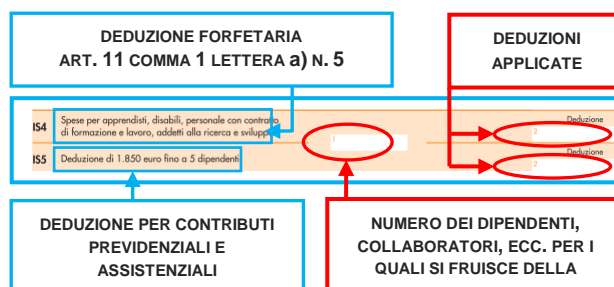 DEDUZIONE FORFETARIA
ART. 11 COMMA 1 LETTERA a) N. 5
DEDUZIONI
APPLICATE
IS4 Spese per apprendisti, disabili, personale con contratto
di formazione e lavoro, addetti alla ricerca e sviluppo
1
Deduzione
2
IS5 Deduzione di 1.850 euro fino a 5 dipendenti
Deduzione
2
DEDUZIONE PER CONTRIBUTI
PREVIDENZIALI E
ASSISTENZIALI
NUMERO DEI DIPENDENTI,
COLLABORATORI, ECC. PER I
QUALI SI FRUISCE DELLA